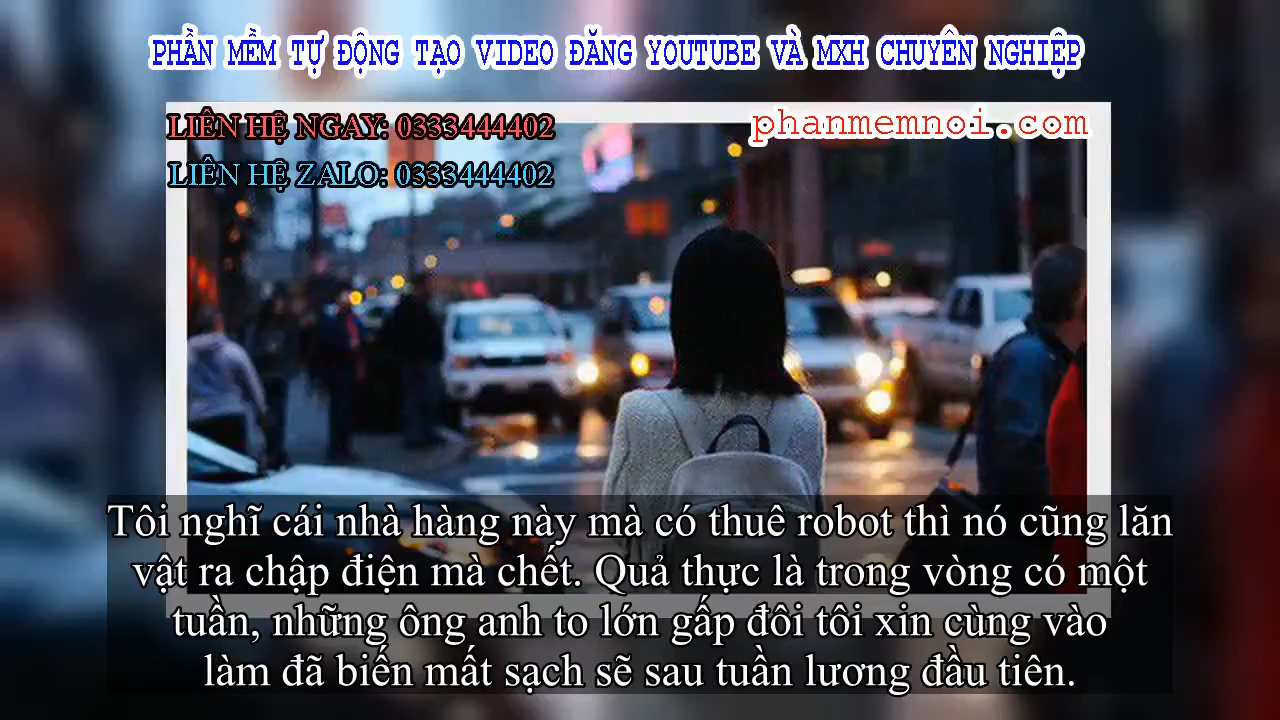 PHẦN MỀM TỰ ĐỘNG TẠO VIDEO ĐĂNG YOUTUBE VÀ MXH CHUYÊN NGHIỆP
LIÊN HỆ NGAY: 0333444402
phanmemnoi.com
LIÊN HỆ ZALO: 0333444402
Tôi nghĩ cái nhà hàng này mà có thuê robot thì nó cũng lăn
vật ra chập điện mà chết. Quả thực là trong vòng có một
tuần, những ông anh to lớn gấp đôi tôi xin cùng vào
làm đã biến mất sạch sẽ sau tuần lương đầu tiên.